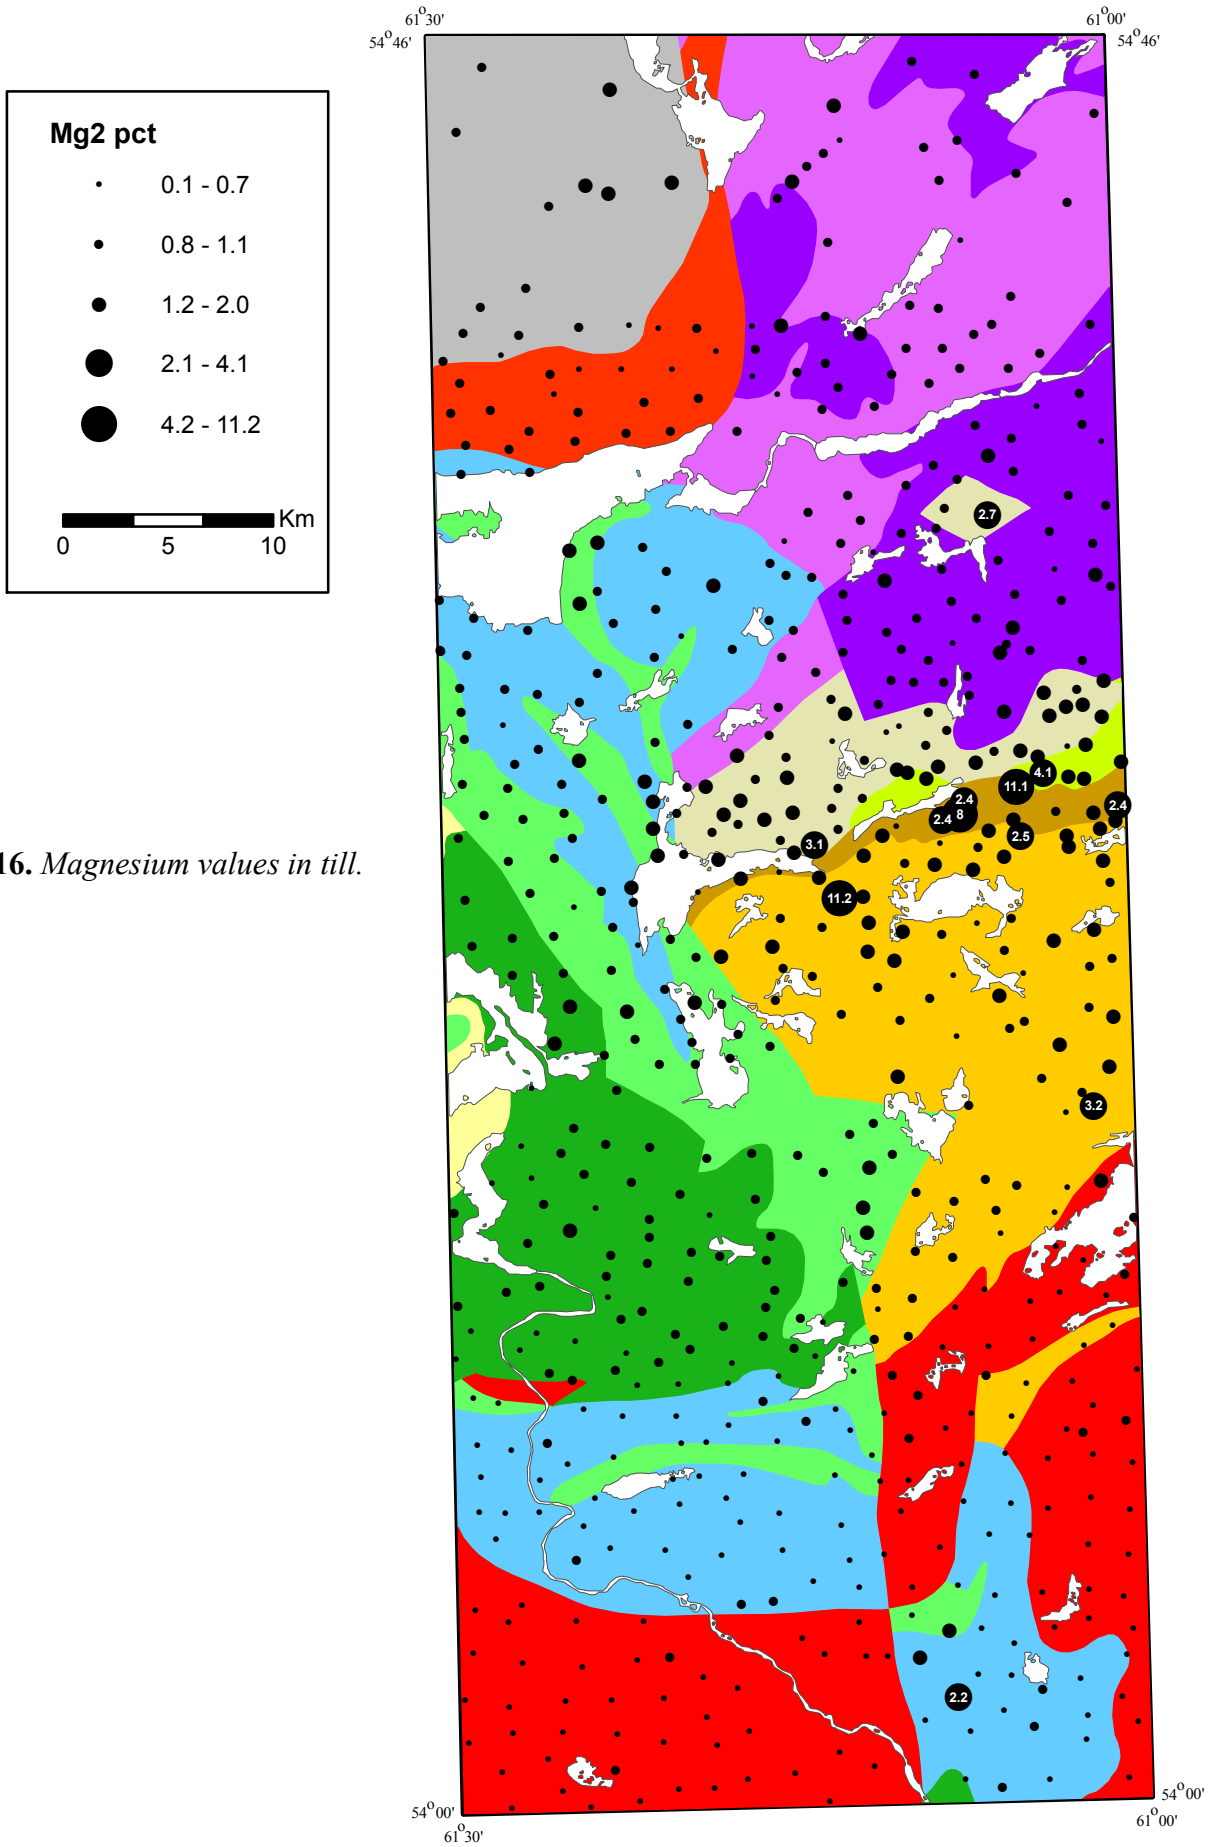 61°30'
61°00'
54°46'
54°46'
Mg2 pct
0.1 - 0.7
0.8 - 1.1
1.2 - 2.0
2.1 - 4.1
4.2 - 11.2
Km
0 5 10
2.7
4.1
11.1
2.4
2.4
2.4 8
2.5
3.1
16. Magnesium values in till.
11.2
3.2
2.2
54°00'
54°00'
61°30'
61°00'